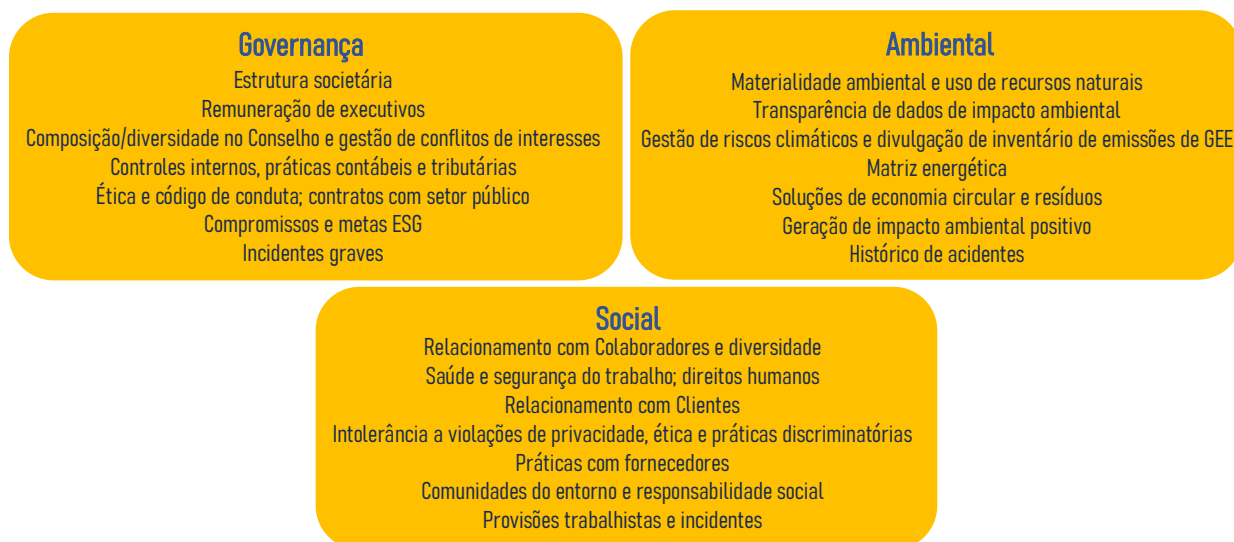 Governança
Estrutura societária
Remuneração de executivos
Composição/diversidade no Conselho e gestão de conflitos de interesses
Controles internos, práticas contábeis e tributárias
Ética e código de conduta; contratos com setor público
Compromissos e metas ESG
Incidentes graves
Ambiental
Materialidade ambiental e uso de recursos naturais
Transparência de dados de impacto ambiental
Gestão de riscos climáticos e divulgação de inventário de emissões de GEE
Matriz energética
Soluções de economia circular e resíduos
Geração de impacto ambiental positivo
Histórico de acidentes
Social
Relacionamento com Colaboradores e diversidade
Saúde e segurança do trabalho; direitos humanos
Relacionamento com Clientes
Intolerância a violações de privacidade, ética e práticas discriminatórias
Práticas com fornecedores
Comunidades do entorno e responsabilidade social
Provisões trabalhistas e incidentes